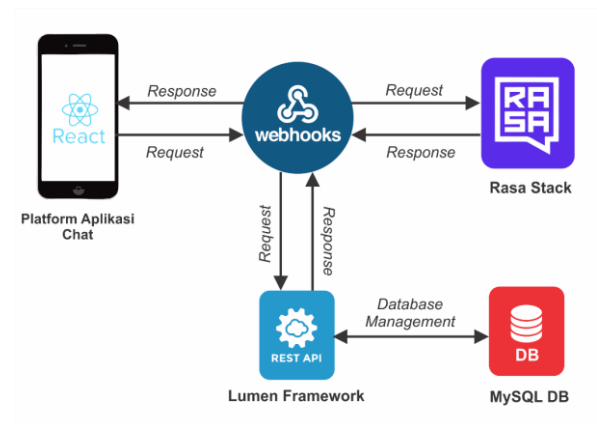 Response
Request
React
Request
webhooks
Response
RASA
Platform Aplikasi
Chat
Rasa Stack
Request
Response
Database
Management
REST API
DB
Lumen Framework
MySQL DB